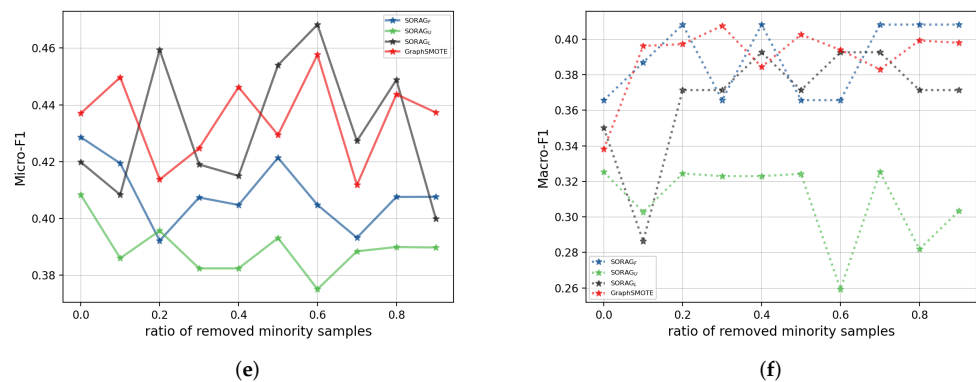 SORAG_F
SORAG_U
SORAG_L
GraphSMOTE
0.46
0.44
0.42
0.40
0.38
Micro-F1
0.0 0.2 0.4 0.6 0.8
ratio of removed minority samples
(e)
0.40
0.38
0.36
0.34
0.32
0.30
0.28
0.26
Macro-F1
SORAG_F
SORAG_U
SORAG_L
GraphSMOTE
0.0 0.2 0.4 0.6 0.8
ratio of removed minority samples
(f)